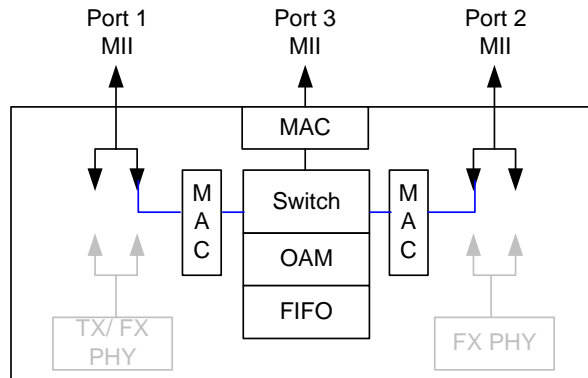 Port 1
MII
Port 3
MII
Port 2
MII
MAC
M
A
C
Switch
M
A
C
OAM
FIFO
TX/ FX
PHY
FX PHY